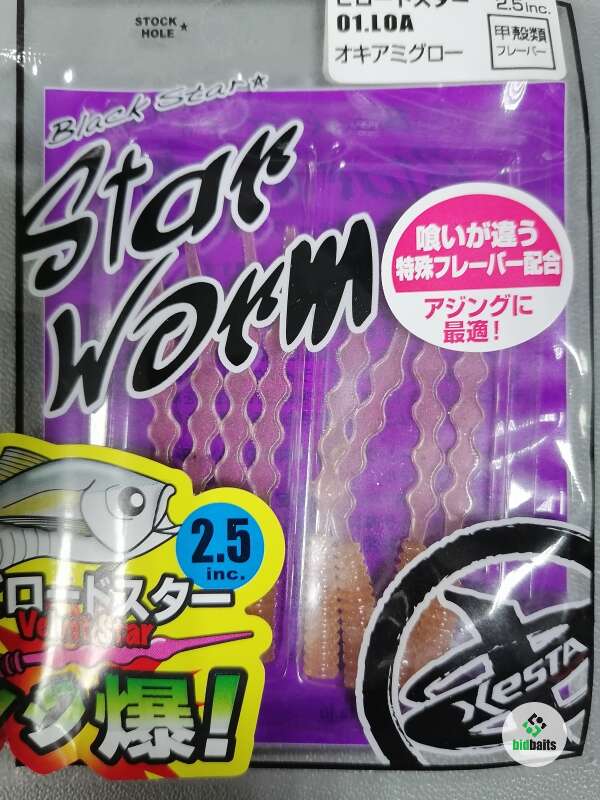 STOCK
HOLE
ビロードスター
2.5inc.
01.LOA
オキアミグロー
甲殻類
フレーバー
Black Star
Star
Worm
喰いが違う
特殊フレーバー配合
アジングに
最適！
2.5
inc.
ビロードスター
Velvet Star
爆！
XESTA
bidbaits